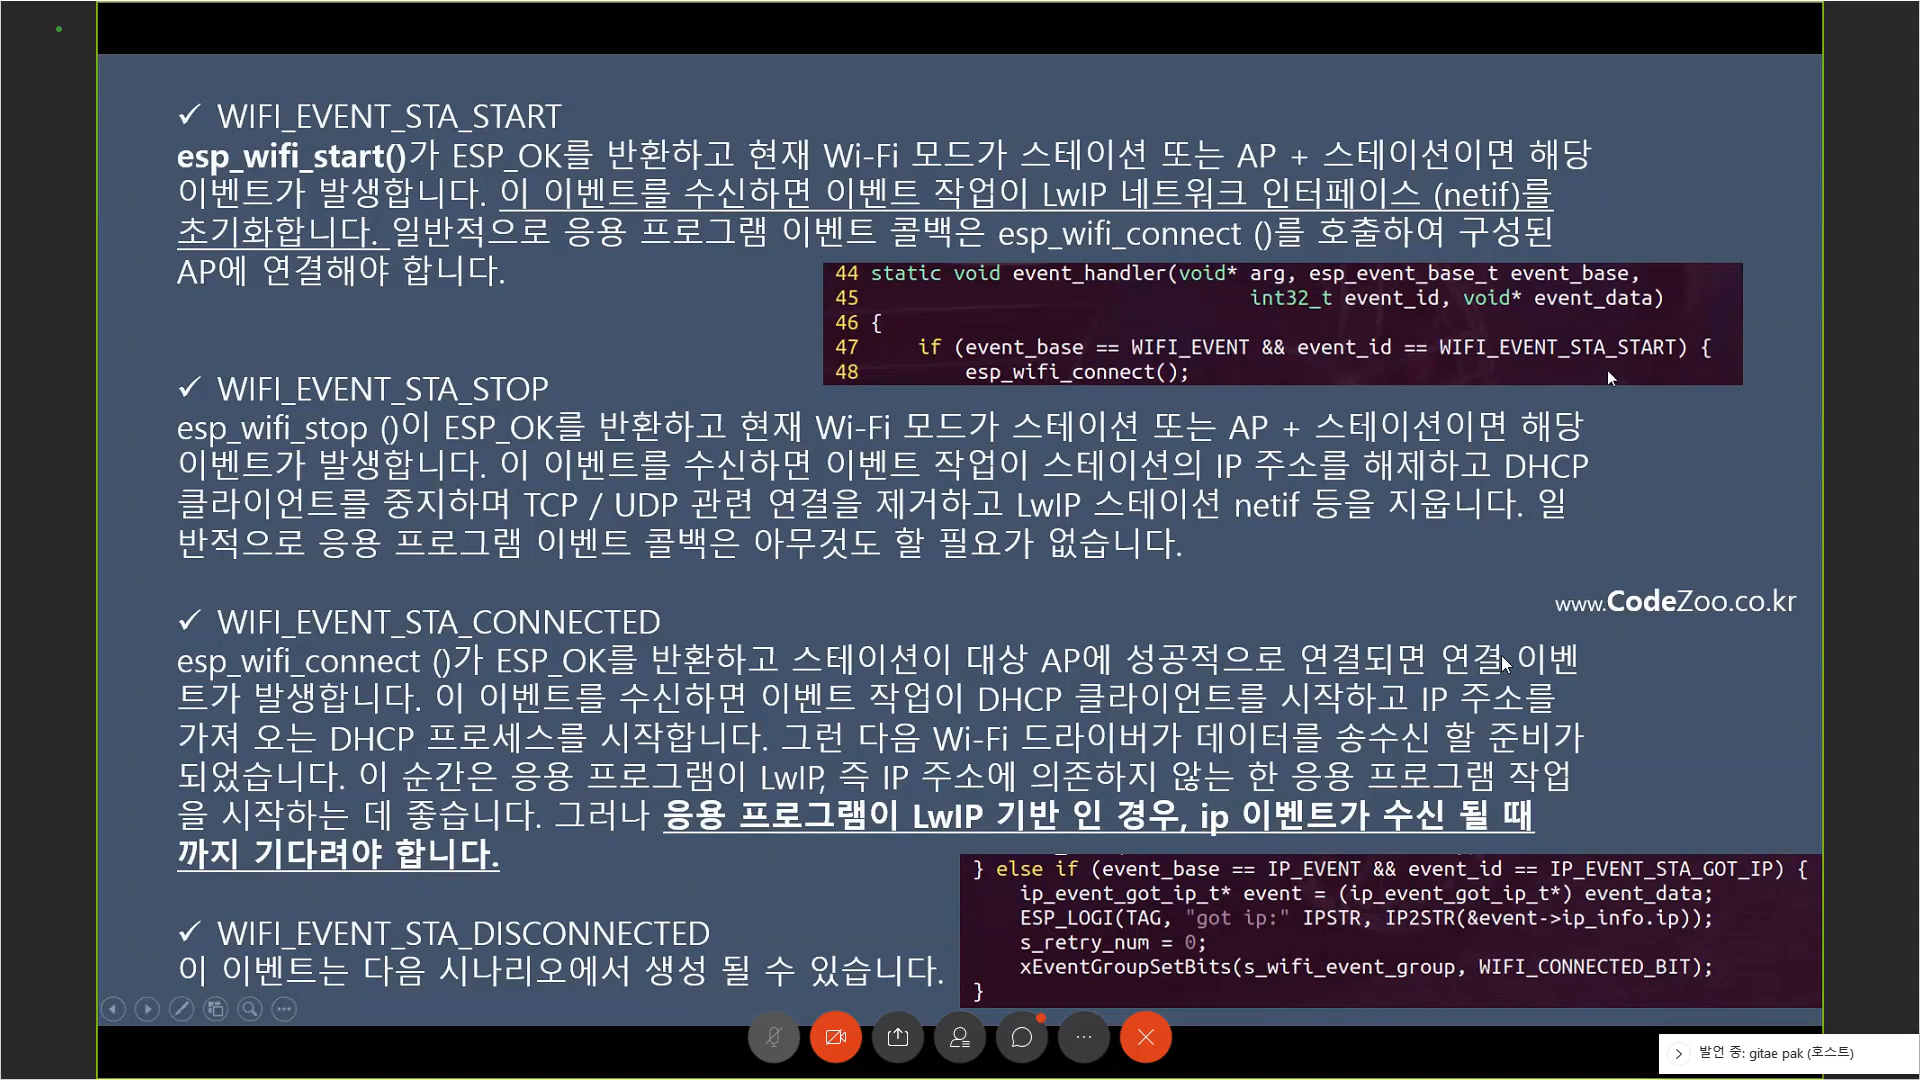 ✓ WIFI_EVENT_STA_START
esp_wifi_start()가 ESP_OK를 반환하고 현재 Wi-Fi 모드가 스테이션 또는 AP + 스테이션이면 해당
이벤트가 발생합니다. 이 이벤트를 수신하면 이벤트 작업이 LwIP 네트워크 인터페이스 (netif)를
초기화합니다. 일반적으로 응용 프로그램 이벤트 콜백은 esp_wifi_connect ()를 호출하여 구성된
AP에 연결해야 합니다.
44 static void event_handler(void* arg, esp_event_base_t event_base,
45 int32_t event_id, void* event_data)
46 {
47 if (event_base == WIFI_EVENT && event_id == WIFI_EVENT_STA_START) {
48 esp_wifi_connect();
✓ WIFI_EVENT_STA_STOP
esp_wifi_stop ()이 ESP_OK를 반환하고 현재 Wi-Fi 모드가 스테이션 또는 AP + 스테이션이면 해당
이벤트가 발생합니다. 이 이벤트를 수신하면 이벤트 작업이 스테이션의 IP 주소를 해제하고 DHCP
클라이언트를 중지하며 TCP / UDP 관련 연결을 제거하고 LwIP 스테이션 netif 등을 지웁니다. 일
반적으로 응용 프로그램 이벤트 콜백은 아무것도 할 필요가 없습니다.
www.CodeZoo.co.kr
✓ WIFI_EVENT_STA_CONNECTED
esp_wifi_connect ()가 ESP_OK를 반환하고 스테이션이 대상 AP에 성공적으로 연결되면 연결 이벤
트가 발생합니다. 이 이벤트를 수신하면 이벤트 작업이 DHCP 클라이언트를 시작하고 IP 주소를
가져 오는 DHCP 프로세스를 시작합니다. 그런 다음 Wi-Fi 드라이버가 데이터를 송수신 할 준비가
되었습니다. 이 순간은 응용 프로그램이 LwIP, 즉 IP 주소에 의존하지 않는 한 응용 프로그램 작업
을 시작하는 데 좋습니다. 그러나 응용 프로그램이 LwIP 기반 인 경우, ip 이벤트가 수신 될 때
까지 기다려야 합니다.
} else if (event_base == IP_EVENT && event_id == IP_EVENT_STA_GOT_IP) {
ip_event_got_ip_t* event = (ip_event_got_ip_t*) event_data;
ESP_LOGI(TAG, "got ip:" IPSTR, IP2STR(&event->ip_info.ip));
s_retry_num = 0;
xEventGroupSetBits(s_wifi_event_group, WIFI_CONNECTED_BIT);
}
✓ WIFI_EVENT_STA_DISCONNECTED
이 이벤트는 다음 시나리오에서 생성 될 수 있습니다.
발언 중: gitae pak (호스트)